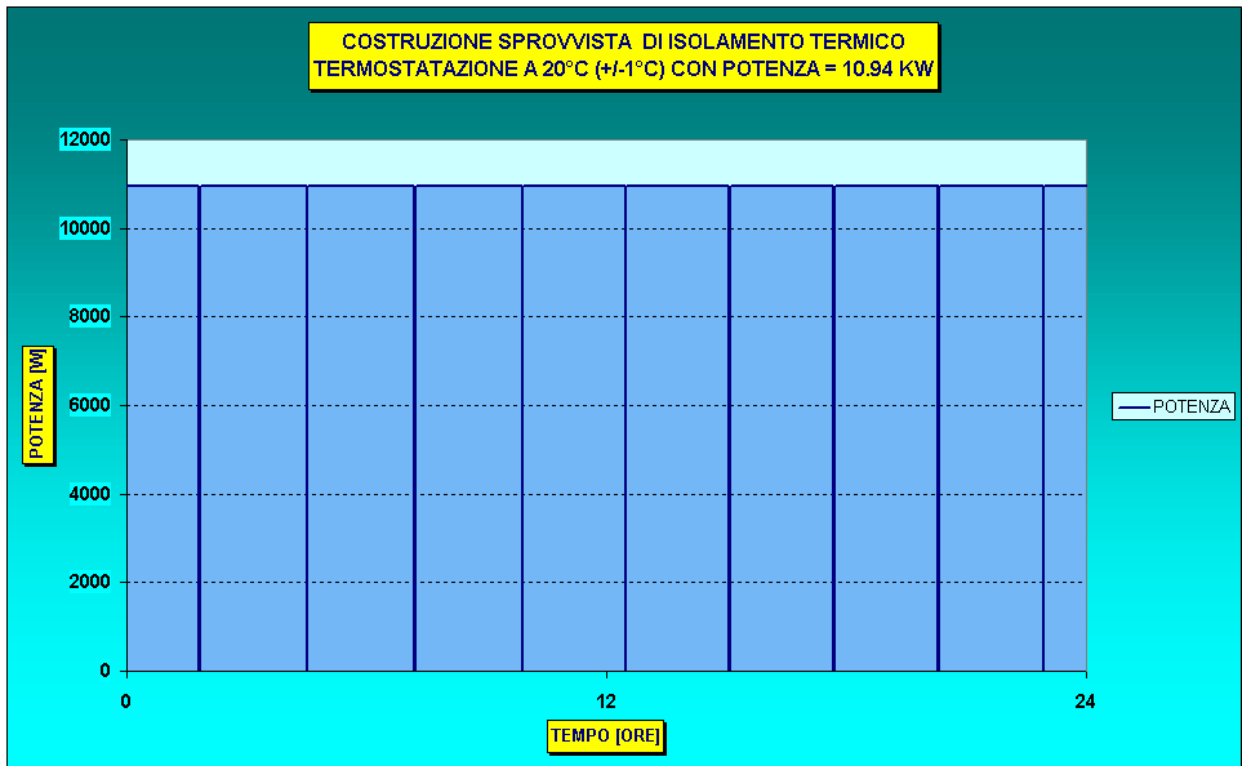 COSTRUZIONE SPROVVISTA DI ISOLAMENTO TERMICO
TERMOSTATAZIONE A 20°C (+/-1°C) CON POTENZA = 10.94 KW
12000
10000
8000
6000
4000
2000
0
POTENZA [W]
0
12
24
TEMPO [ORE]
POTENZA